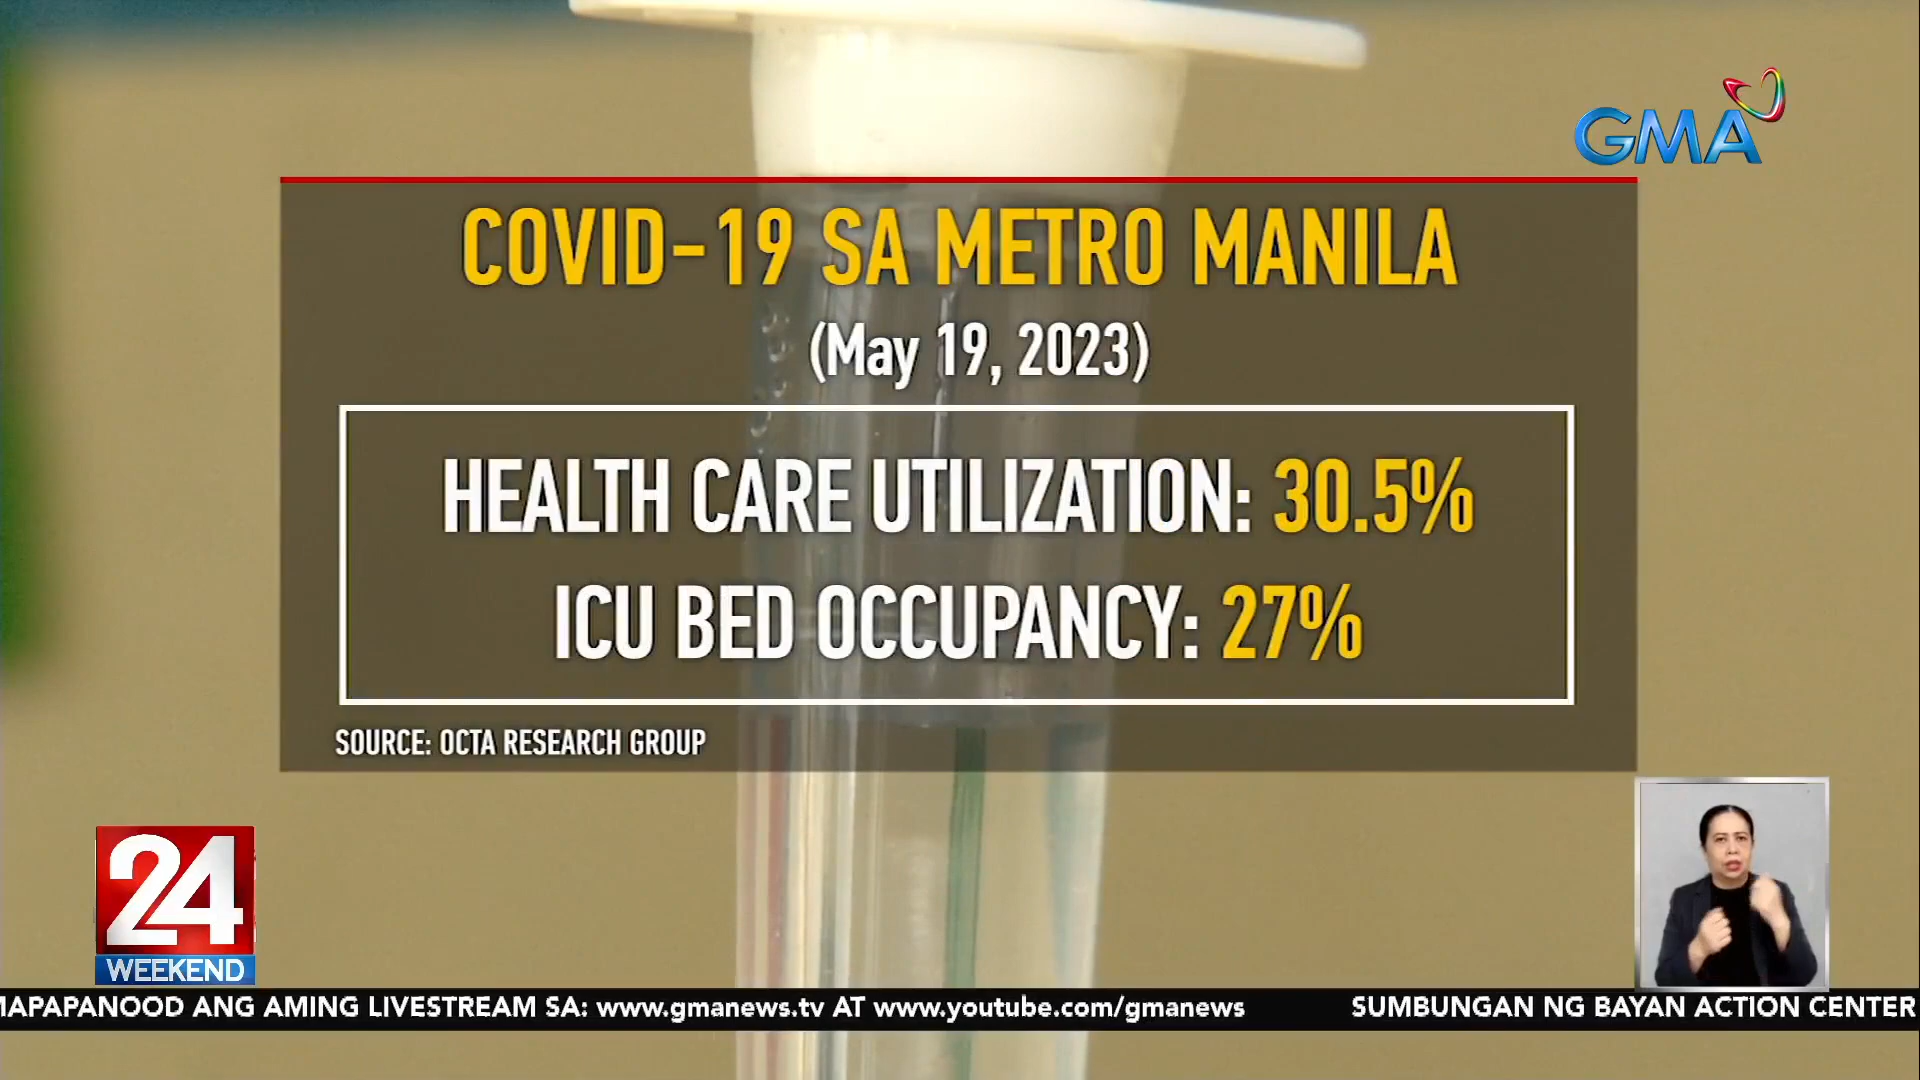 GMA
COVID-19 SA METRO MANILA
(May 19, 2023)
HEALTH CARE UTILIZATION: 30.5%
ICU BED OCCUPANCY: 27%
SOURCE: OCTA RESEARCH GROUP
24
WEEKEND
MAPAPANOOD ANG AMING LIVESTREAM SA: www.gmanews.tv AT www.youtube.com/gmanews SUMBUNGAN NG BAYAN ACTION CENTER